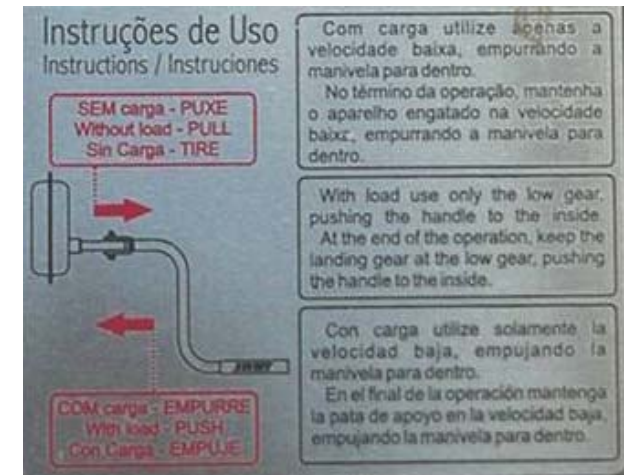 Instruções de Uso
Instructions / Instruciones
SEM carga - PUXE
Without load - PULL
Sin Carga - TIRE
COM carga - EMPURRE
With load - PUSH
Con Carga - EMPUJE
Com carga utilize apenas a
velocidade baixa, empurrando a
manivela para dentro.
No término da operação, mantenha
o aparelho engatado na velocidade
baixa, empurrando a manivela para
dentro.
With load use only the low gear,
pushing the handle to the inside.
At the end of the operation, keep the
landing gear at the low gear, pushing
the handle to the inside.
Con carga utilize solamente la
velocidad baja, empujando la
manivela para dentro.
En el final de la operación mantenga
la pata de apoyo en la velocidad baja,
empujando la manivela para dentro.